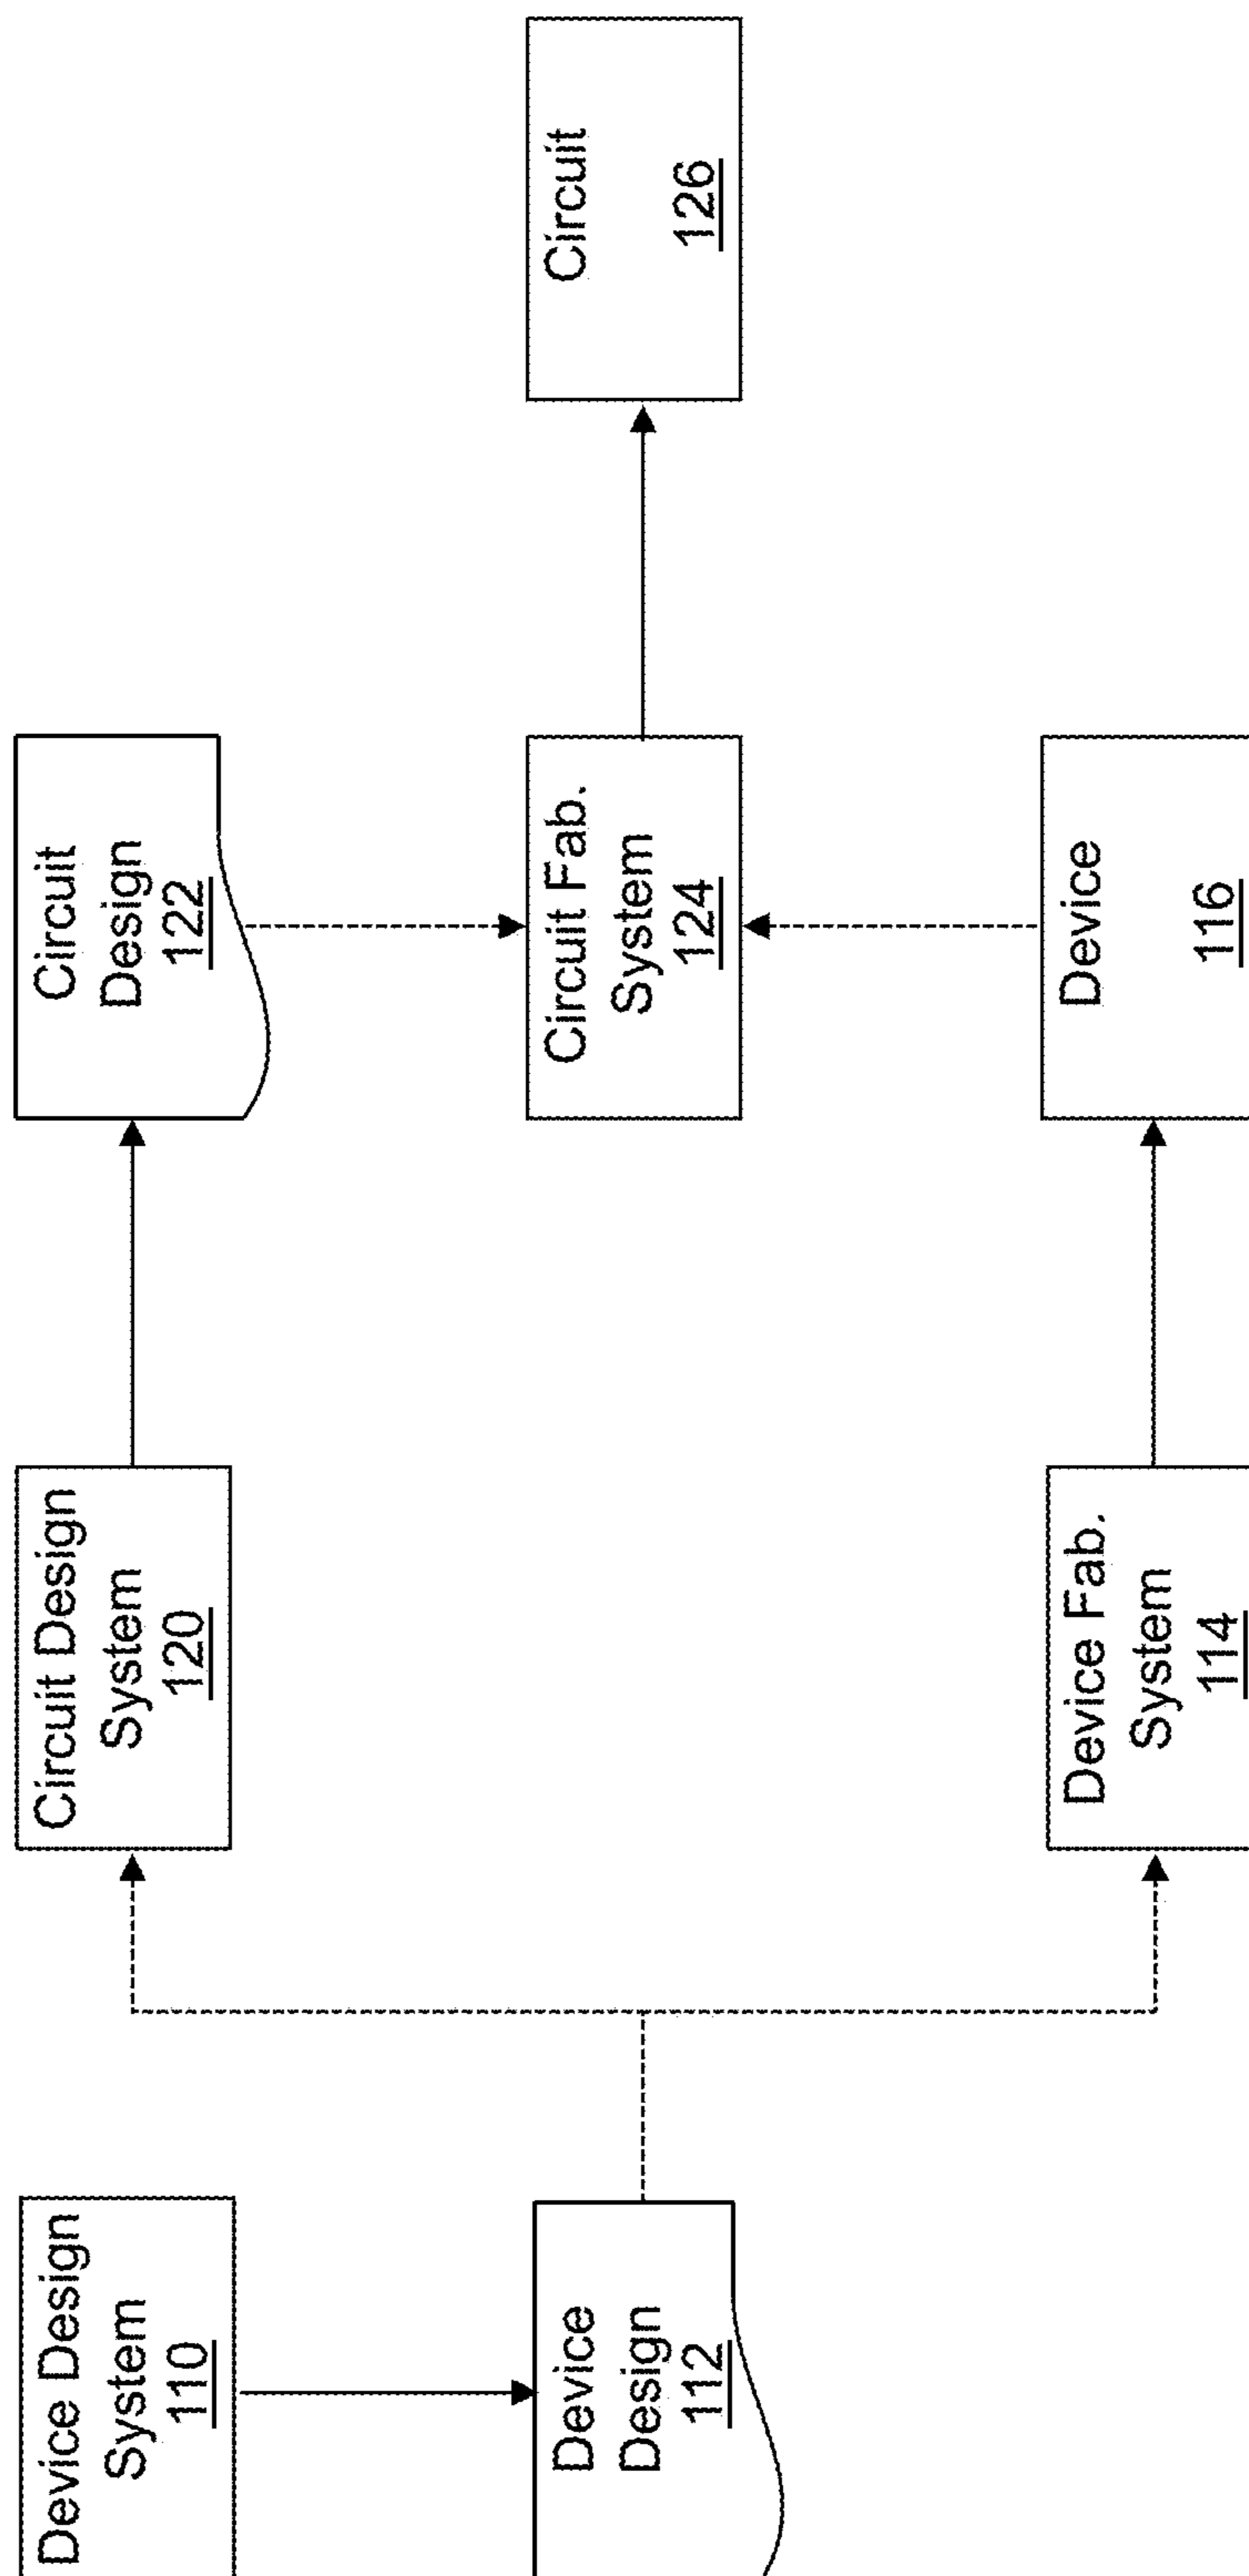 Device Design
System
110
Device
Design
112
Circuit Design
System
120
Device Fab.
System
114
Circuit
Design
122
Circuit Fab.
System
124
Device
116
Circuit
126